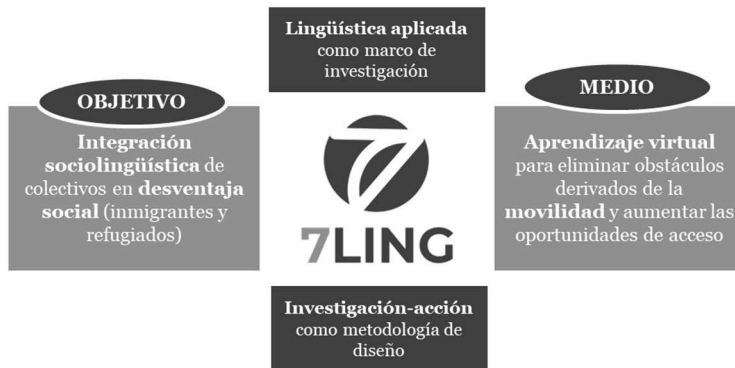 Lingüística aplicada
como marco de
investigación
OBJETIVO
Integración
sociolingüística de
colectivos en desventaja
social (inmigrantes y
refugiados)
7
7LING
MEDIO
Aprendizaje virtual
para eliminar obstáculos
derivados de la
movilidad y aumentar las
oportunidades de acceso
Investigación-acción
como metodología de
diseño